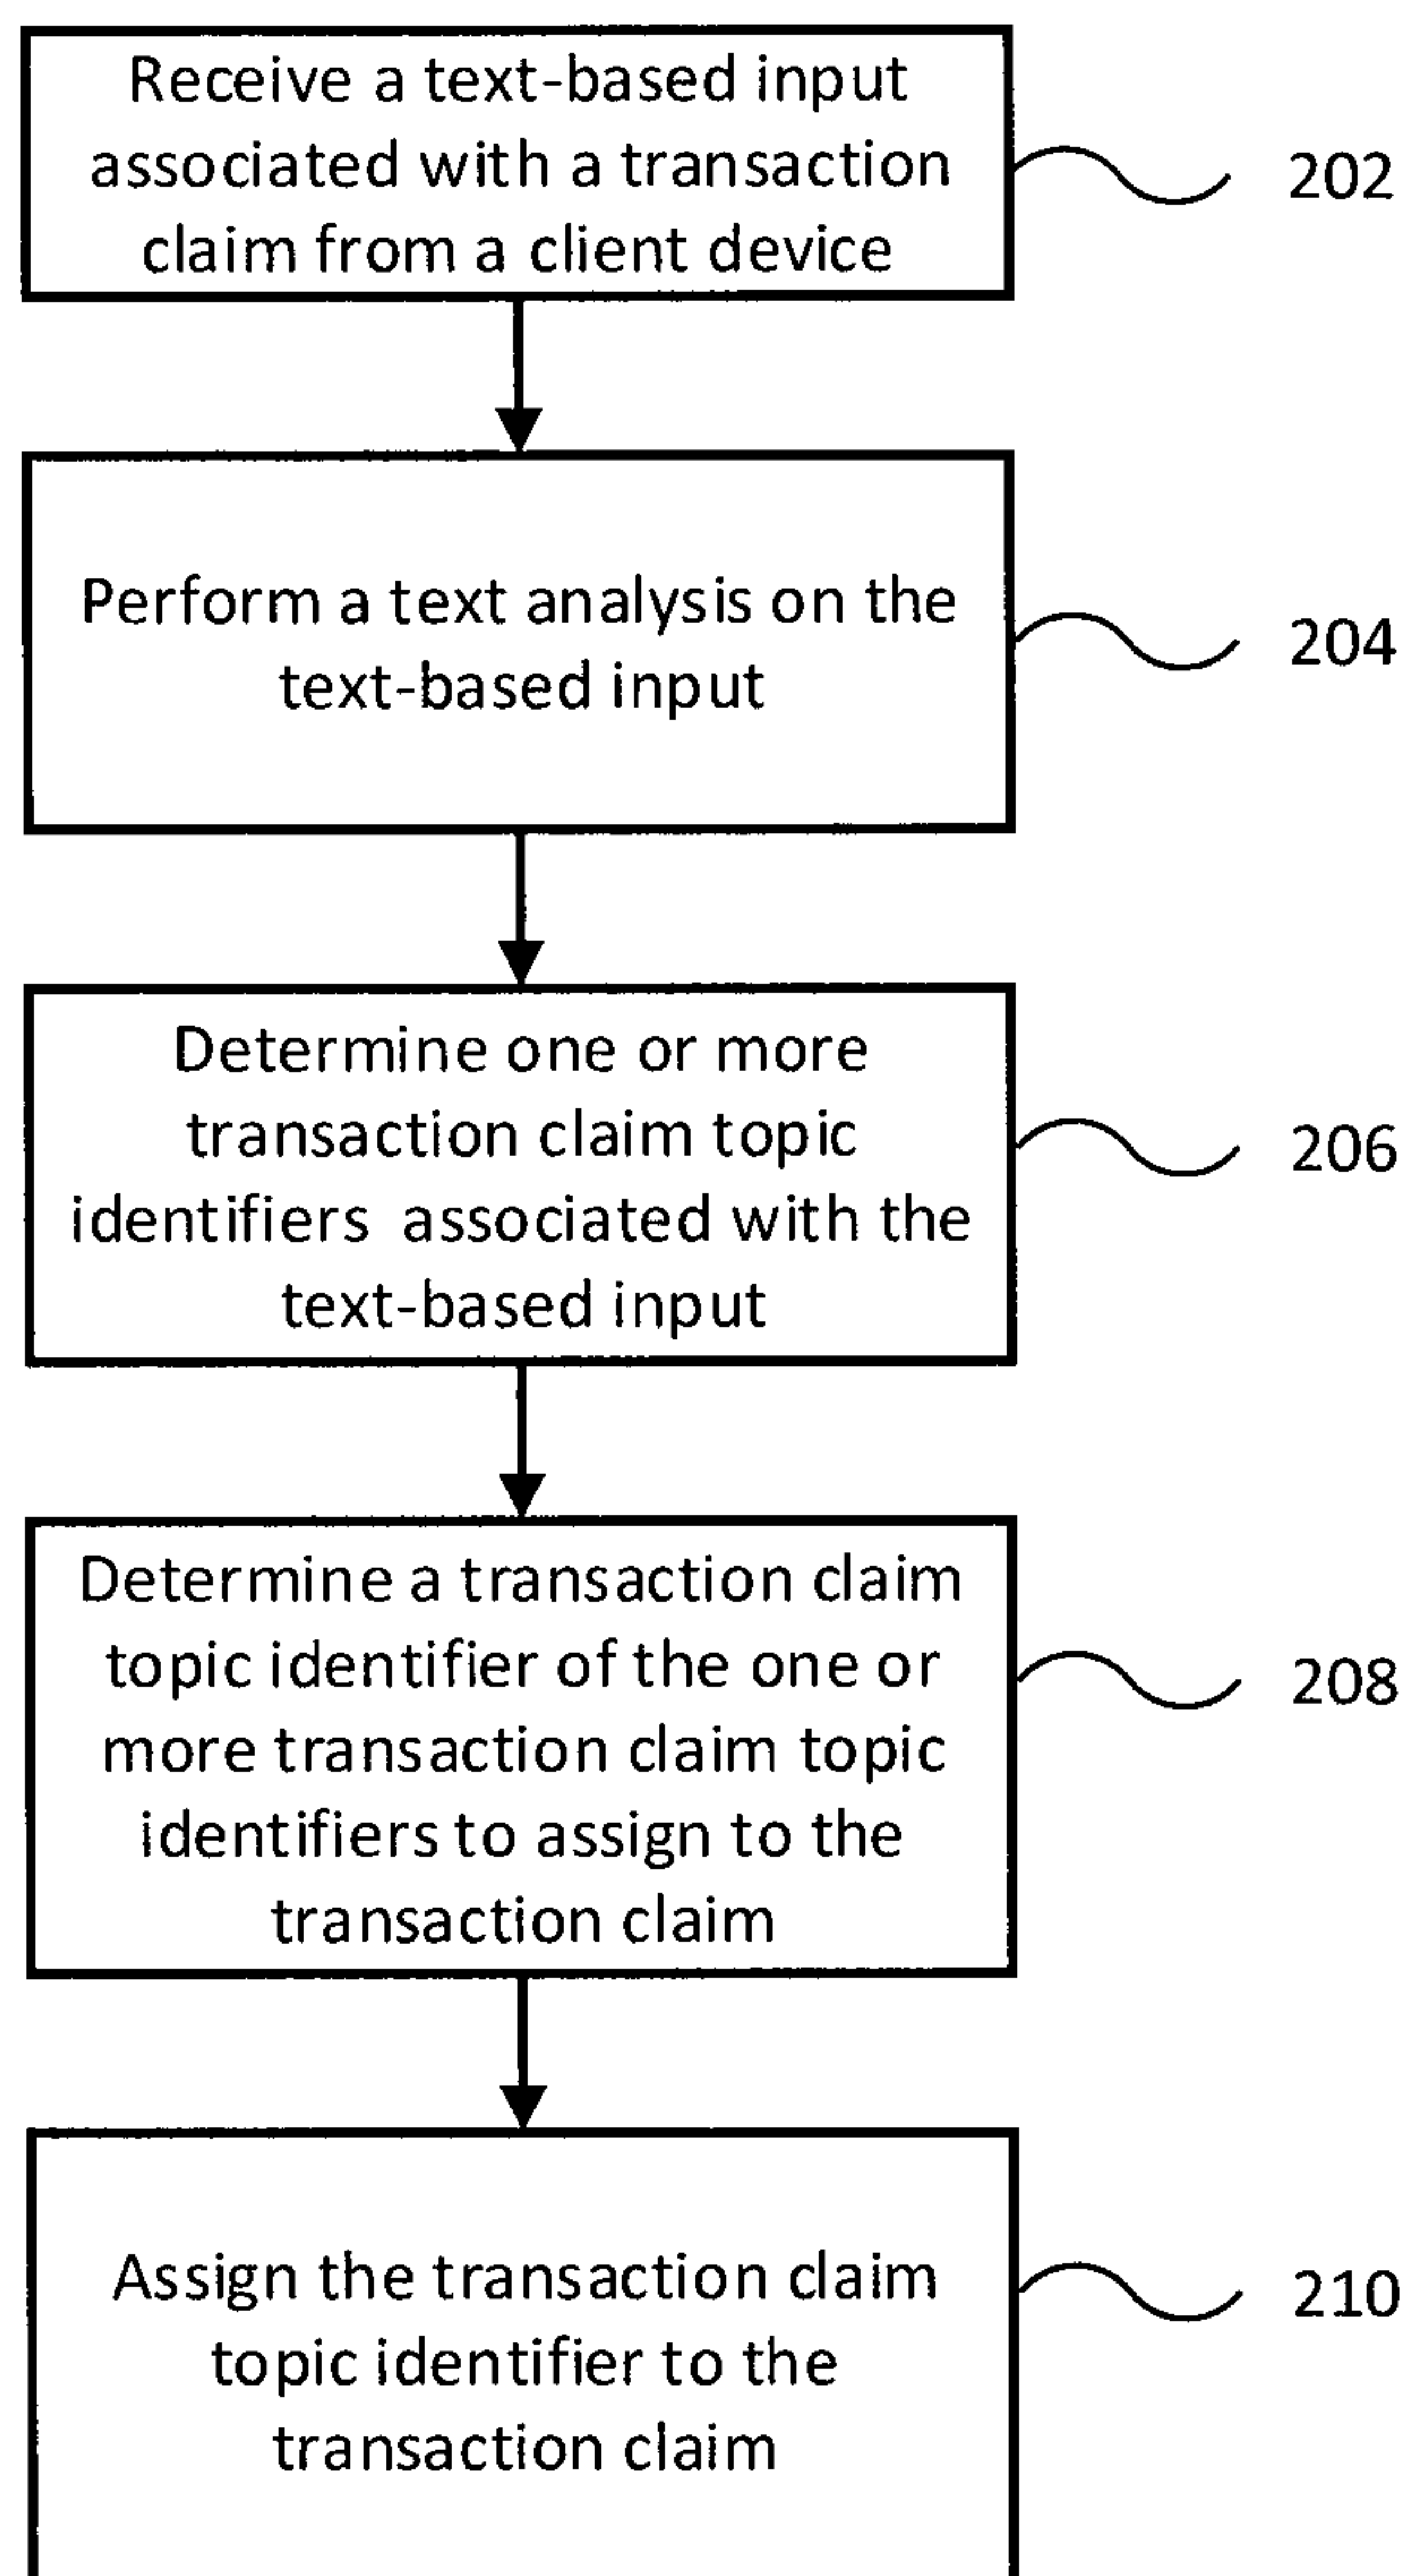 Receive a text-based input
associated with a transaction
claim from a client device
202
Perform a text analysis on the
text-based input
204
Determine one or more
transaction claim topic
identifiers associated with the
text-based input
206
Determine a transaction claim
topic identifier of the one or
more transaction claim topic
identifiers to assign to the
transaction claim
208
Assign the transaction claim
topic identifier to the
transaction claim
210